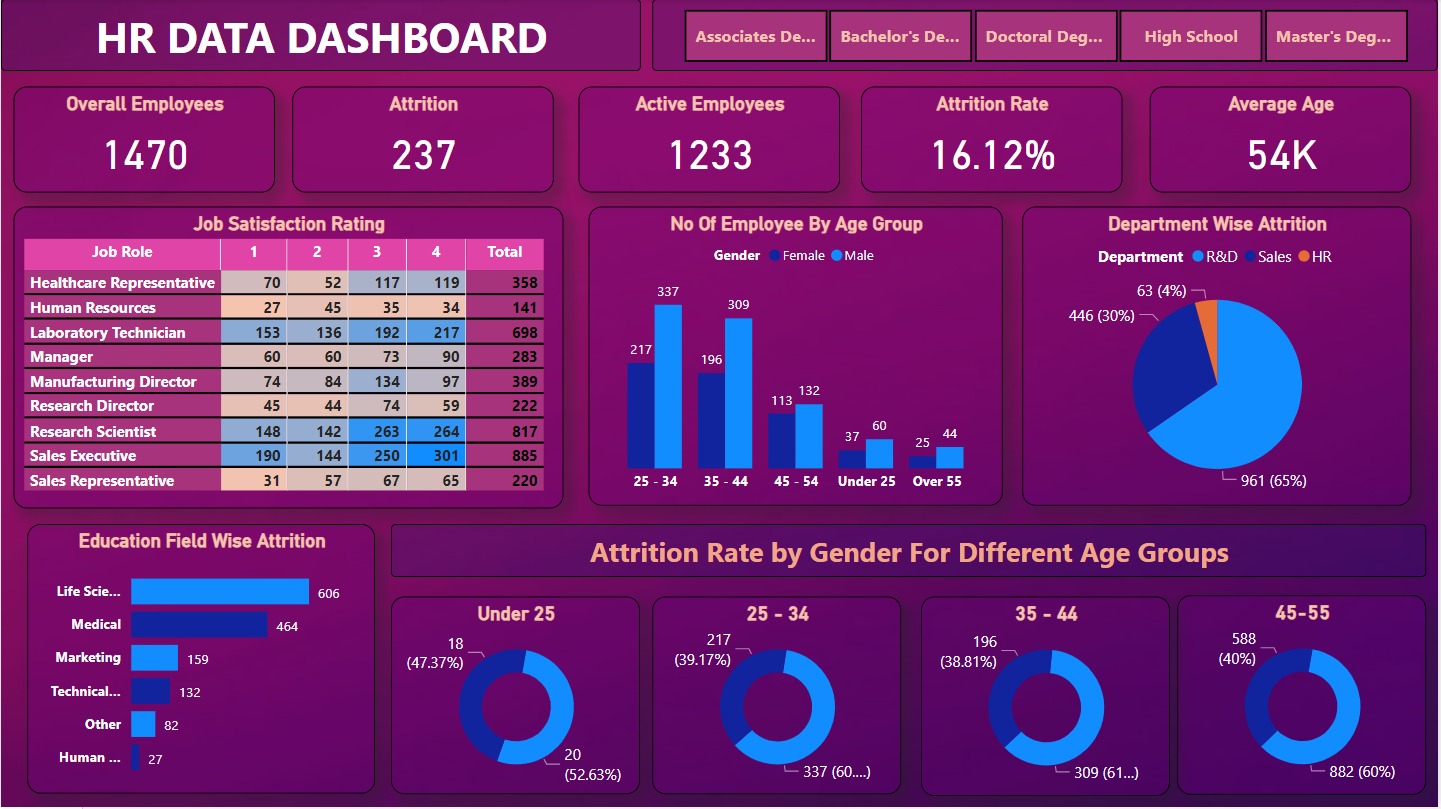 HR DATA DASHBOARD
Associates De...
Bachelor's De...
Doctoral Deg...
High School
Master's Deg...
Overall Employees
1470
Attrition
237
Active Employees
1233
Attrition Rate
16.12%
Average Age
54K
Job Satisfaction Rating
Job Role 1 2 3 4 Total
Healthcare Representative 70 52 117 119 358
Human Resources 27 45 35 34 141
Laboratory Technician 153 136 192 217 698
Manager 60 60 73 90 283
Manufacturing Director 74 84 134 97 389
Research Director 45 44 74 59 222
Research Scientist 148 142 263 264 817
Sales Executive 190 144 250 301 885
Sales Representative 31 57 67 65 220
No Of Employee By Age Group
Gender Female Male
217 337
196 309
113 132
37 60
25 44
25 - 34 35 - 44 45 - 54 Under 25 Over 55
Department Wise Attrition
Department R&D Sales HR
63 (4%)
446 (30%)
961 (65%)
Education Field Wise Attrition
Life Scie... 606
Medical 464
Marketing 159
Technical... 132
Other 82
Human ... 27
Attrition Rate by Gender For Different Age Groups
Under 25
18
(47.37%)
20
(52.63%)
25 - 34
217
(39.17%)
337 (60....)
35 - 44
196
(38.81%)
309 (61...)
45-55
588
(40%)
882 (60%)